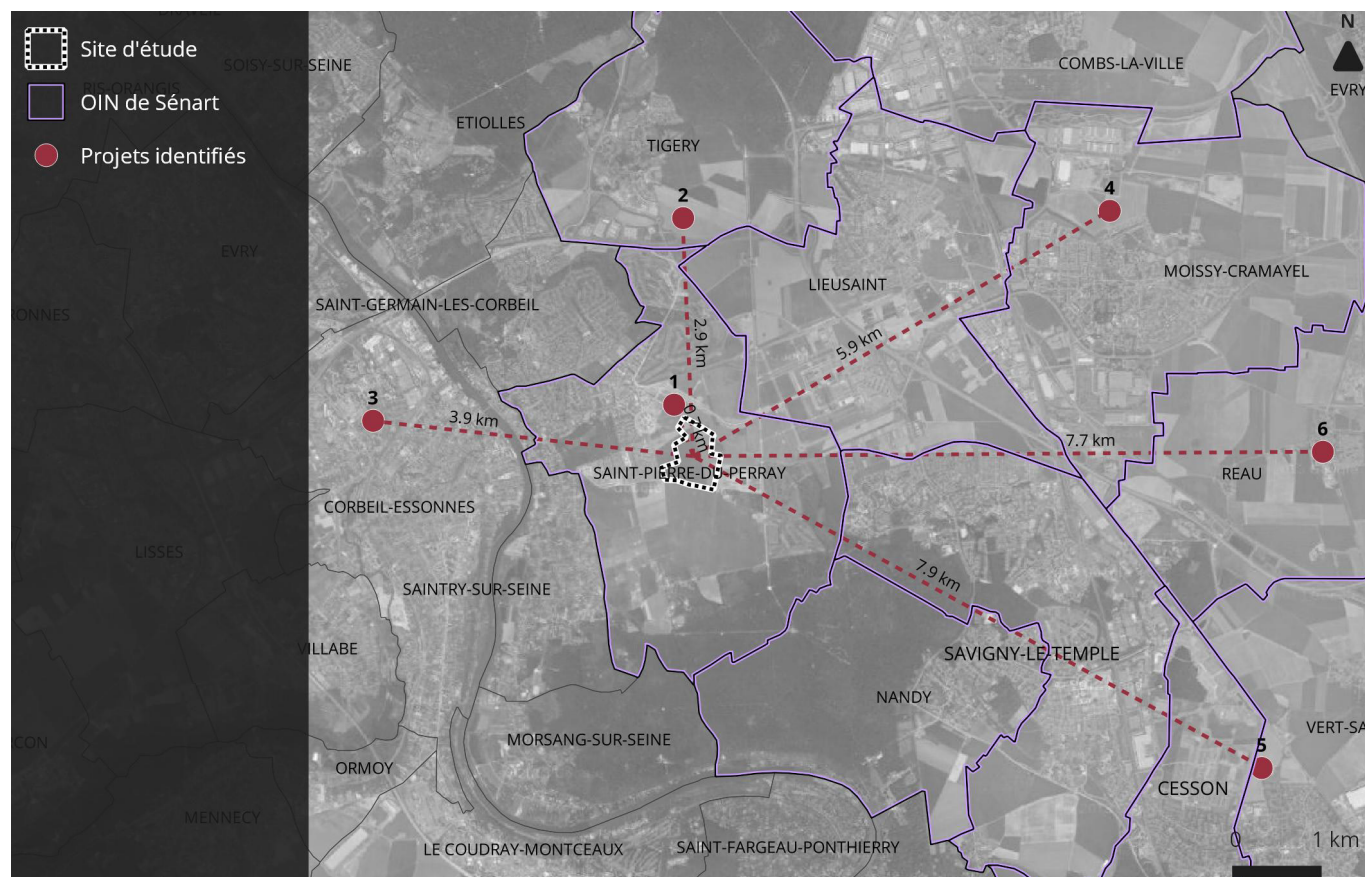 Site d'étude
OIN de Sénart
Projets identifiés
N
SOISY-SUR-SEINE
COMBS-LA-VILLE
RIS-ORANGIS
EVRY
ETIOLLES
TIGERY
2
4
EVRY
MOISSY-CRAMAYEL
LIEUSAINT
SAINT-GERMAIN-LES-CORBEIL
2.9 km
5.9 km
1
3
3.9 km
6
7.7 km
SAINT-PIERRE-DU-PERRAY
REAU
CORBEIL-ESSONNES
LISSES
7.9 km
SAINTRY-SUR-SEINE
VILLABE
SAVIGNY-LE-TEMPLE
NANDY
VERT-SA
MORSANG-SUR-SEINE
5
ORMOY
CESSON
MENNECY
0 1 km
LE COUDRAY-MONTCEAUX
SAINT-FARGEAU-PONTHIERRY